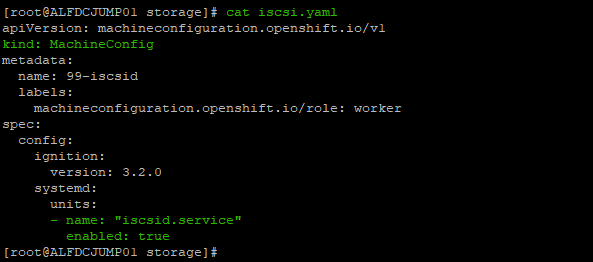 [root@ALFDCJUMP01 storage]# cat iscsi.yaml
apiVersion: machineconfiguration.openshift.io/v1
kind: MachineConfig
metadata:
  name: 99-iscsid
  labels:
    machineconfiguration.openshift.io/role: worker
spec:
  config:
    ignition:
      version: 3.2.0
    systemd:
      units:
      - name: "iscsid.service"
        enabled: true
[root@ALFDCJUMP01 storage]#